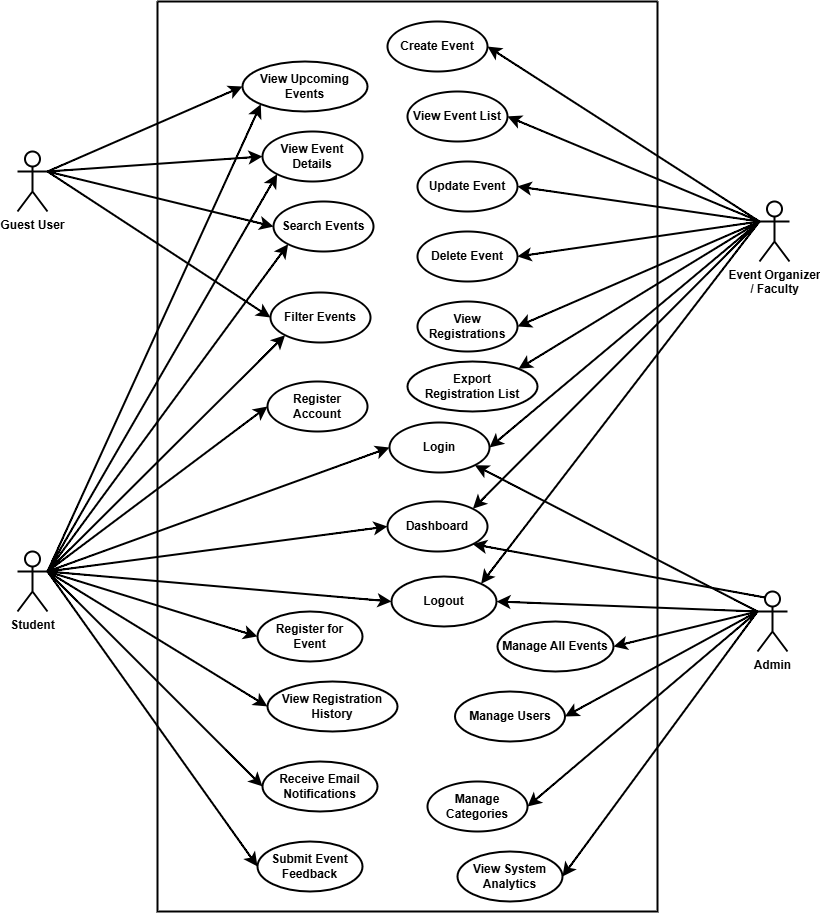 Create Event
View Upcoming
Events
View Event List
View Event
Details
Update Event
Guest User
Search Events
Delete Event
Event Organizer
/ Faculty
Filter Events
View
Registrations
Export
Registration List
Register
Account
Login
Dashboard
Logout
Student
Register for
Event
Manage All Events
Admin
View Registration
History
Manage Users
Receive Email
Notifications
Manage
Categories
Submit Event
Feedback
View System
Analytics